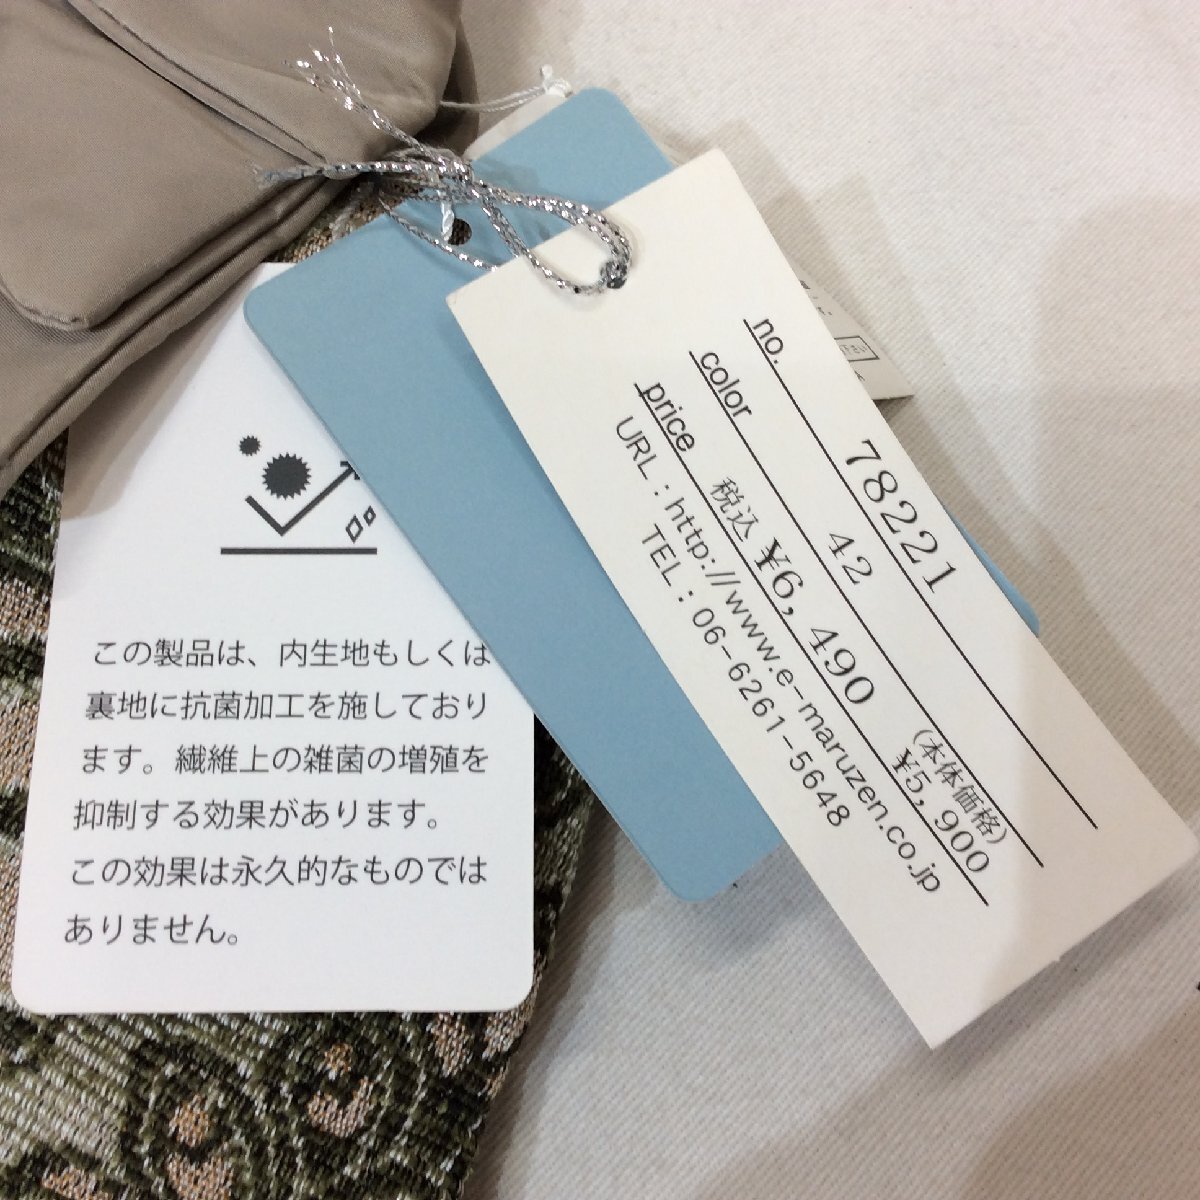 この製品は、内生地もしくは
裏地に抗菌加工を施しており
ます。繊維上の雑菌の増殖を
抑制する効果があります。
この効果は永久的なものでは
ありません。
no. 78221
color 42
price 税込 ¥6,490 (本体価格) ¥5,900
URL:http://www.e-maruzen.co.jp
TEL:06-6261-5648